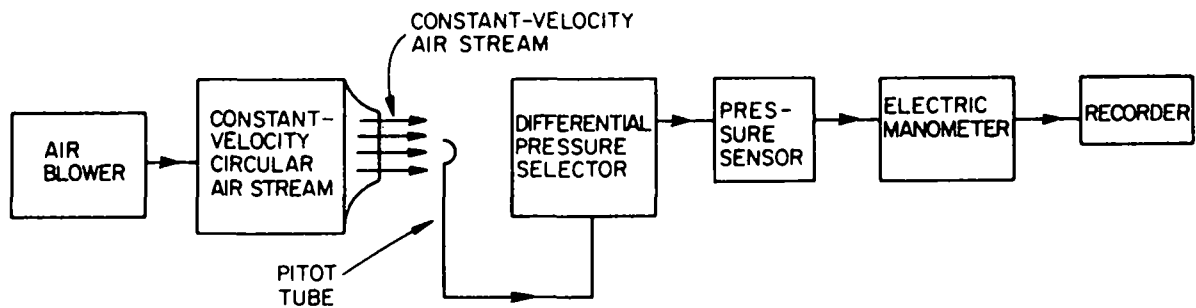 CONSTANT-VELOCITY
AIR STREAM
AIR
BLOWER
CONSTANT-
VELOCITY
CIRCULAR
AIR STREAM
DIFFERENTIAL
PRESSURE
SELECTOR
PRES-
SURE
SENSOR
ELECTRIC
MANOMETER
RECORDER
PITOT
TUBE